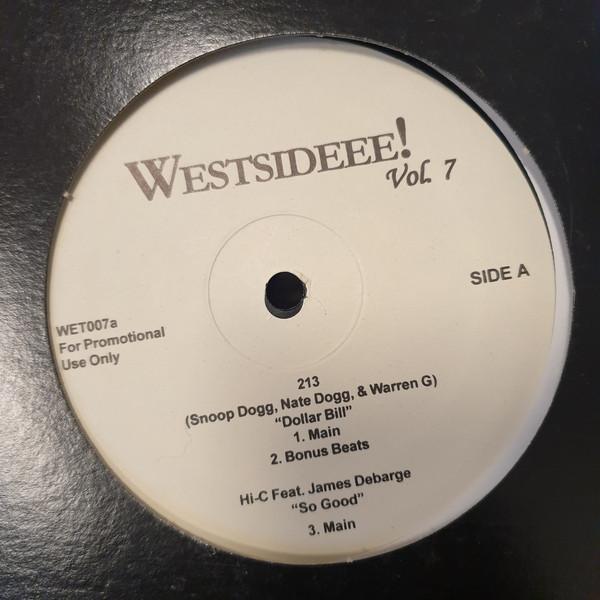 WESTSIDEEE!
Vol. 7
SIDE A
WET007a
For Promotional
Use Only
213
(Snoop Dogg, Nate Dogg, & Warren G)
“Dollar Bill”
1. Main
2. Bonus Beats
Hi-C Feat. James Debarge
“So Good”
3. Main